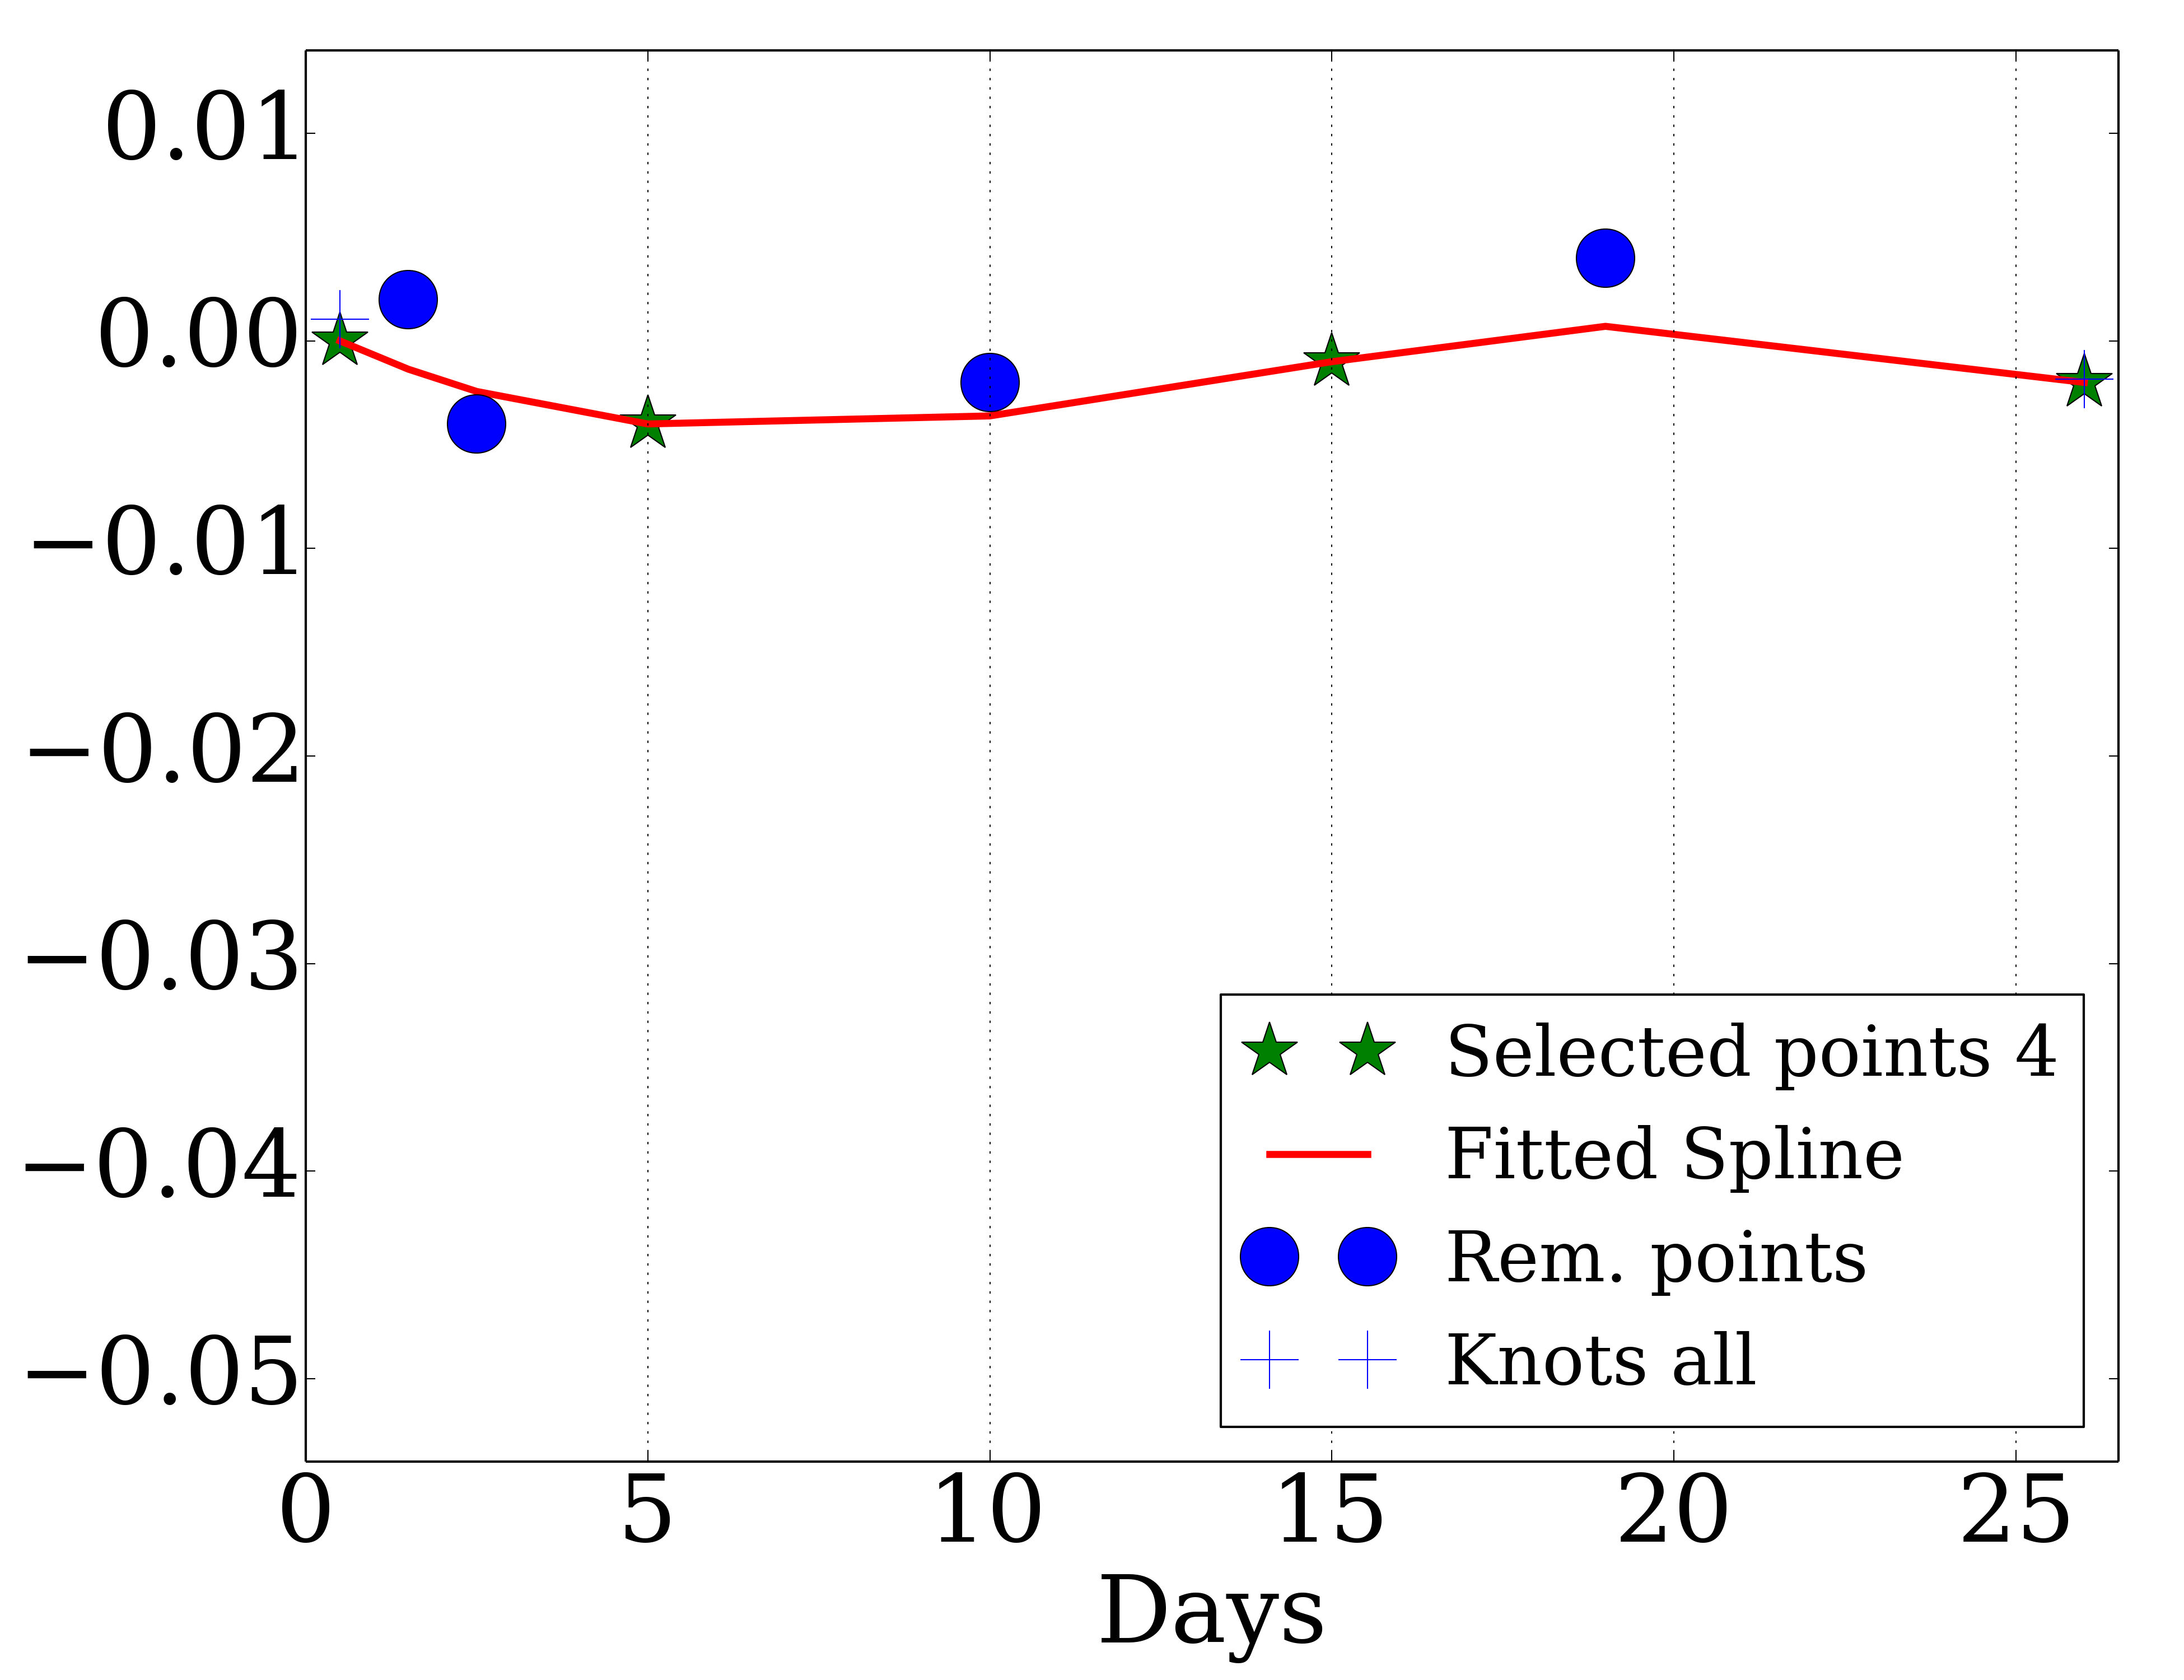 0.01
0.00
−0.01
−0.02
−0.03
−0.04
−0.05
Selected points 4
Fitted Spline
Rem. points
Knots all
0 5 10 15 20 25
Days